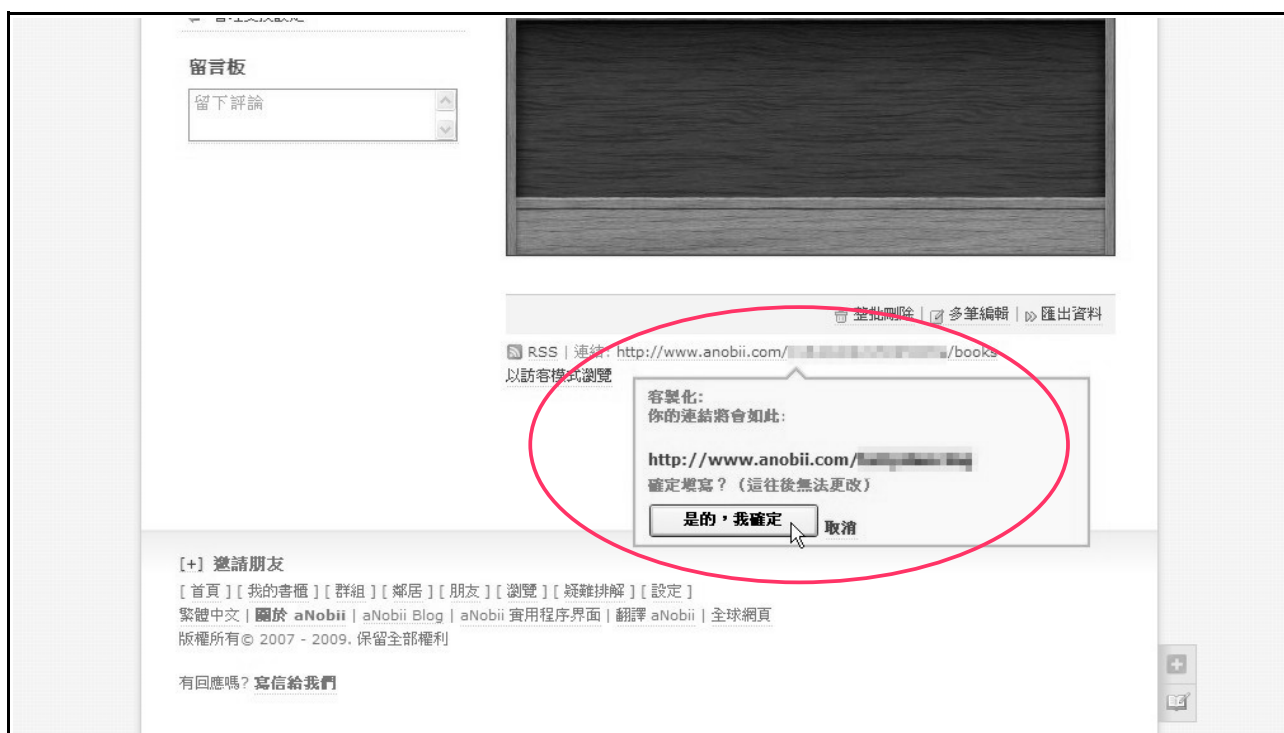 留言板
留下評論
整批刪除 | 多筆編輯 | 匯出資料
RSS | 連結: http://www.anobii.com/ /books
以訪客模式瀏覽
客製化:
你的連結將會如此:
http://www.anobii.com/
確定填寫？（這往後無法更改）
是的，我確定 取消
[+] 邀請朋友
[ 首頁 ] [ 我的書櫃 ] [ 群組 ] [ 鄰居 ] [ 朋友 ] [ 瀏覽 ] [ 疑難排解 ] [ 設定 ]
繁體中文 | 關於 aNobii | aNobii Blog | aNobii 實用程序界面 | 翻譯 aNobii | 全球網頁
版權所有© 2007 - 2009. 保留全部權利
有回應嗎? 寫信給我們